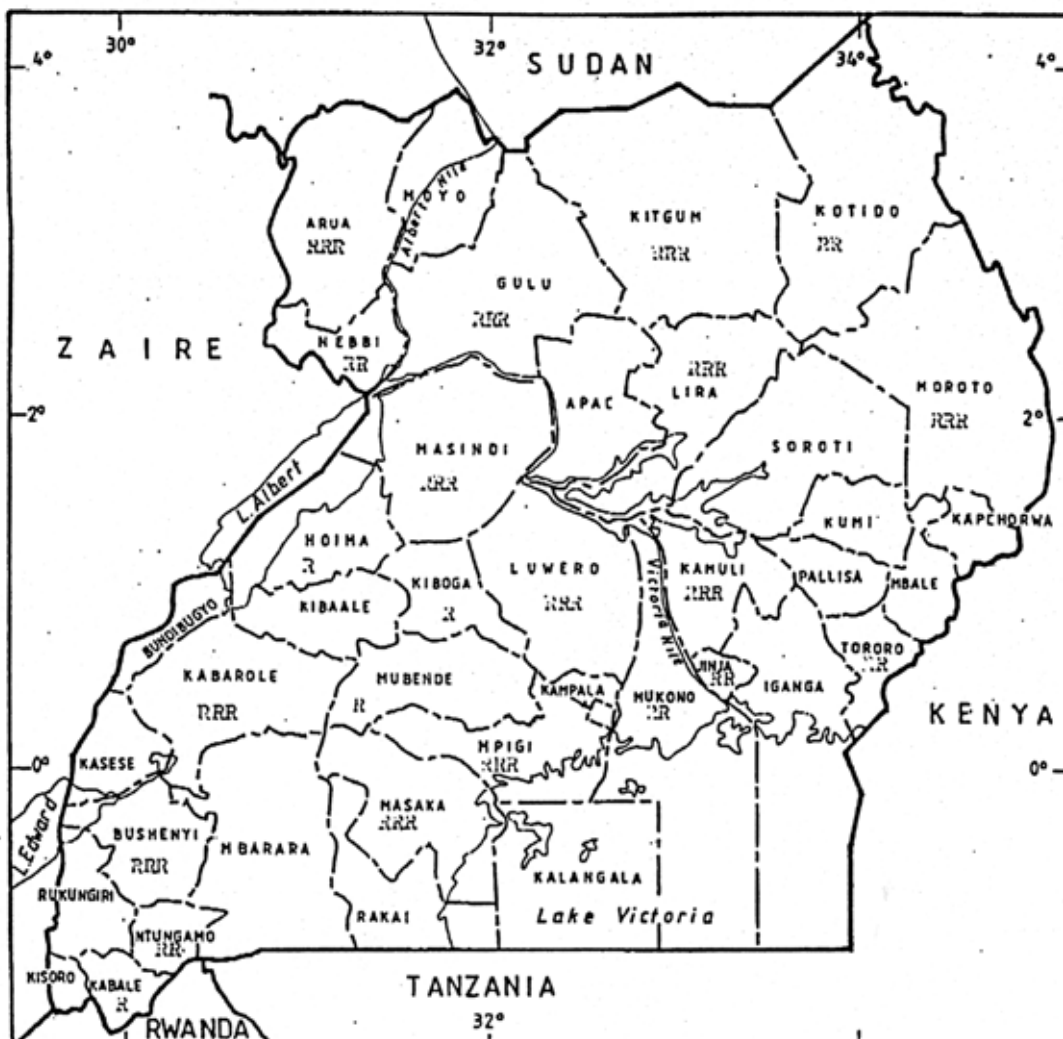 30° 32° 34°
4° 4°
SUDAN
MOYO
Alberto Nile
ARUA
RRR
KITGUM
RRR
KOTIDO
RR
GULU
RRR
ZAIRE
NEBBI
RR
LIRA
RRR
MOROTO
RRR
APAC
2° 2°
MASINDI
RRR
SOROTI
L. Albert
KUMI
KAPCHORWA
HOIMA
R
KIBOGA
R
LUWERO
RRR
KAMULI
RRR
PALLISA
MBALE
KIBAALE
Victoria Nile
BUNDIBUGYO
TORORO
RR
KABAROLE
RRR
MUBENDE
R
KAMPALA
JINJA
RR
MUKONO
RR
IGANGA
KENYA
MPIGI
RRR
KASESE
0° 0°
MASAKA
RRR
L. Edward
BUSHENYI
RRR
MBARARA
KALANGALA
RUKUNGIRI
RAKAI
Lake Victoria
NTUNGAMO
RR
KISORO
KABALE
R
TANZANIA
RWANDA
32°